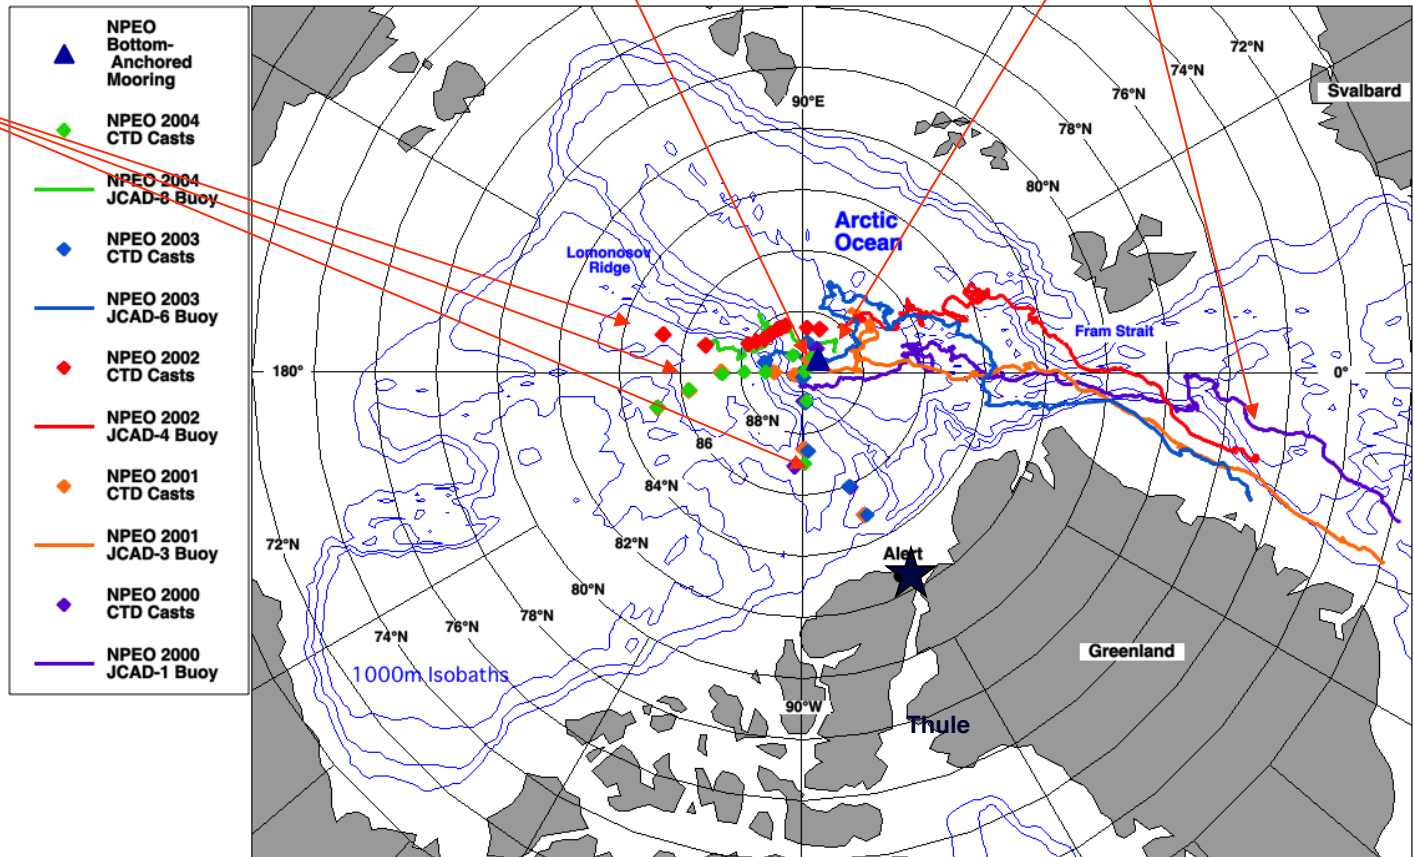 NPEO
Bottom-
Anchored
Mooring
NPEO 2004
CTD Casts
NPEO 2004
JCAD-8 Buoy
NPEO 2003
CTD Casts
NPEO 2003
JCAD-6 Buoy
NPEO 2002
CTD Casts
NPEO 2002
JCAD-4 Buoy
NPEO 2001
CTD Casts
NPEO 2001
JCAD-3 Buoy
NPEO 2000
CTD Casts
NPEO 2000
JCAD-1 Buoy
72°N
74°N
76°N
78°N
80°N
Svalbard
90°E
Arctic
Ocean
Lomonosov
Ridge
Fram Strait
180°
0°
88°N
86
84°N
82°N
80°N
78°N
76°N
74°N
72°N
Alert
Greenland
1000m Isobaths
90°W
Thule